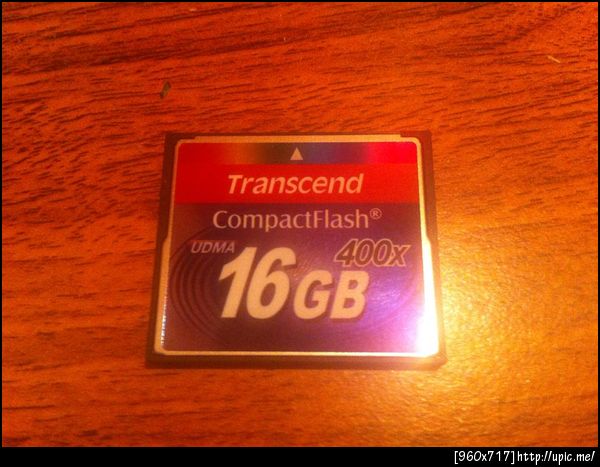 Transcend
CompactFlash®
UDMA 400x
16GB
[960x717]http://upic.me/